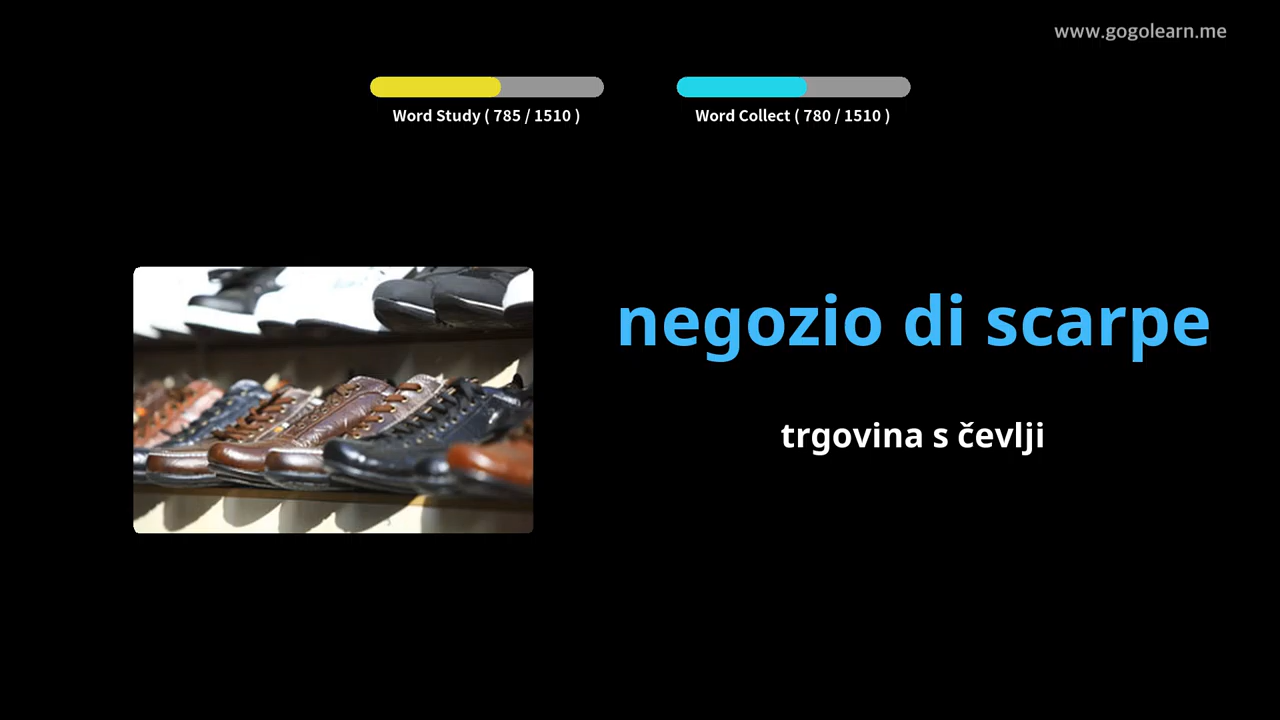 www.gogolearn.me
Word Study ( 785 / 1510 )
Word Collect ( 780 / 1510 )
negozio di scarpe
trgovina s čevlji